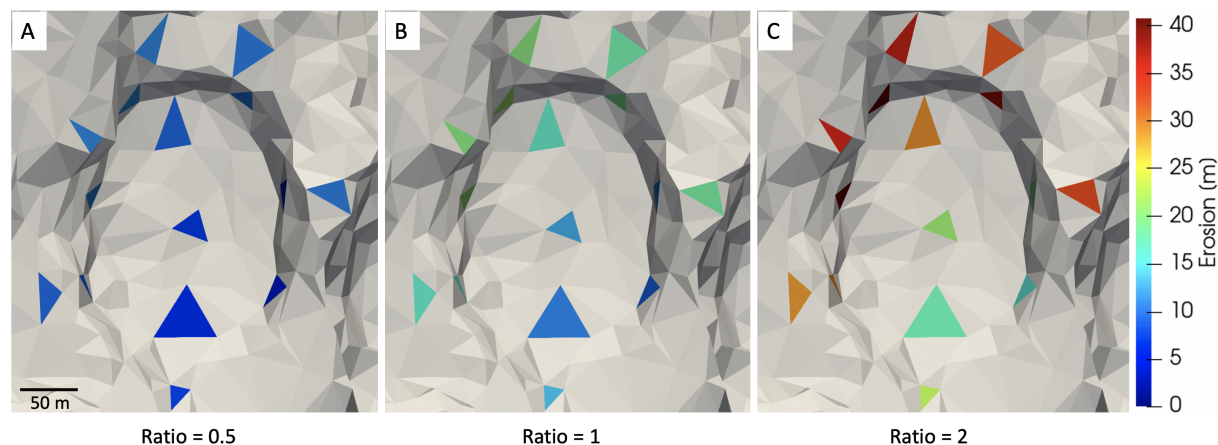 A
B
C
50 m
Ratio = 0.5
Ratio = 1
Ratio = 2
40
35
30
25
20
15
10
5
0
Erosion (m)